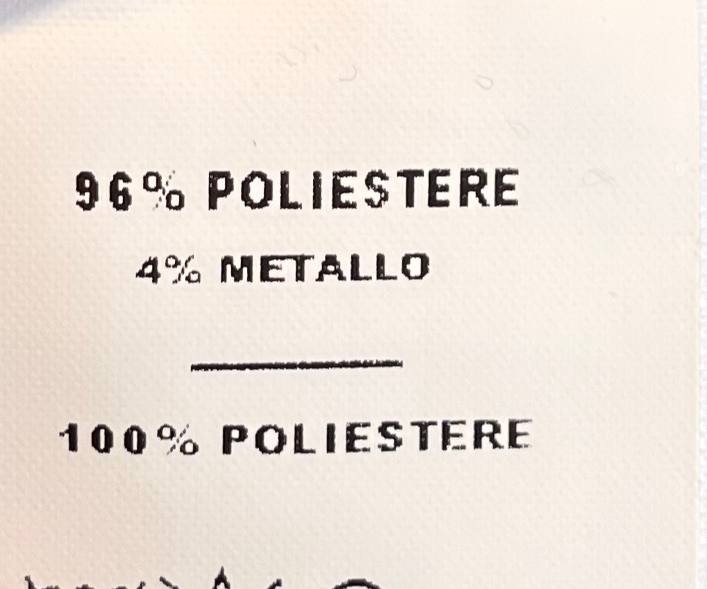 96% POLIESTERE
4% METALLO
100% POLIESTERE